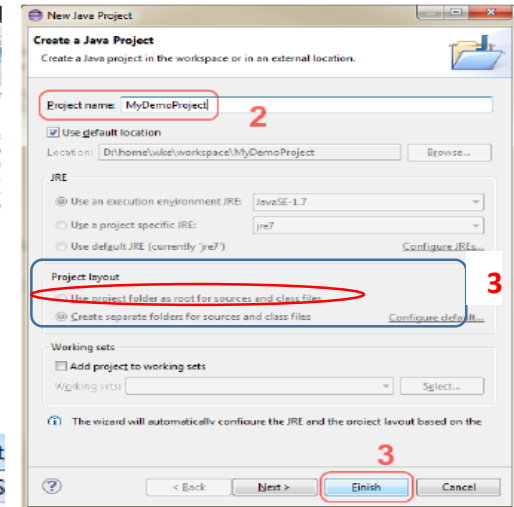 New Java Project
Create a Java Project
Create a Java project in the workspace or in an external location.
Project name: MyDemoProject
2
Use default location
Location: D:\home\wke\workspace\MyDemoProject Browse...
JRE
Use an execution environment JRE: JavaSE-1.7
Use a project specific JRE: jre7
Use default JRE (currently 'jre7') Configure JREs...
Project layout
3
Use project folder as root for sources and class files
Create separate folders for sources and class files Configure default...
Working sets
Add project to working sets
Working sets: Select...
The wizard will automatically configure the JRE and the project layout based on the
3
< Back Next > Finish Cancel